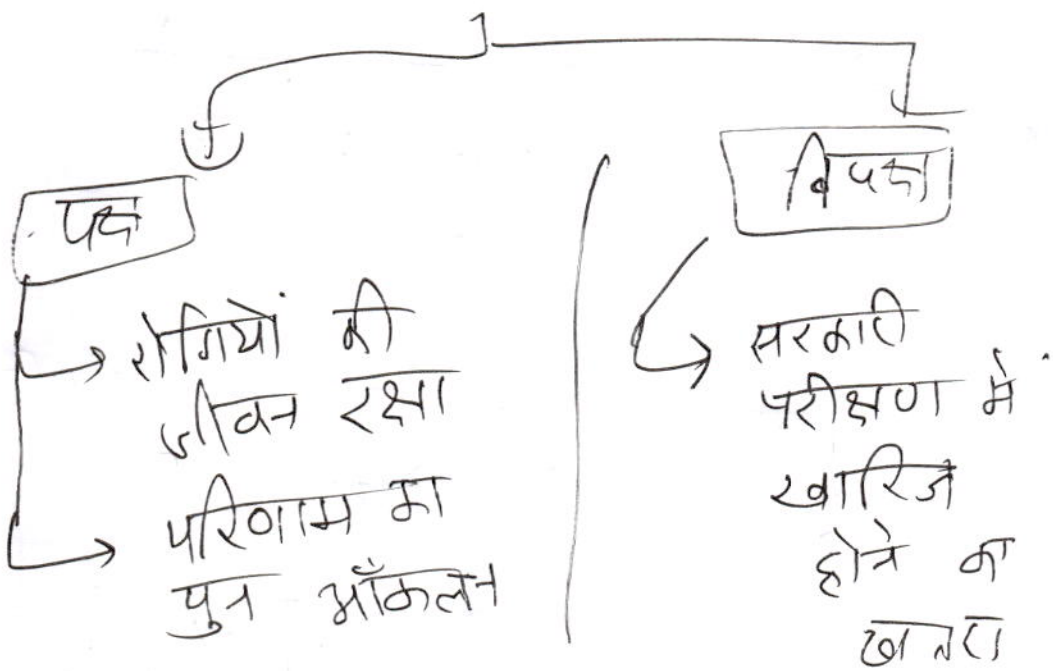 पक्ष
रोगियों की
जीवन रक्षा
परिणाम का
पुन आँकलन
विपक्ष
सरकारी
परीक्षण में
खारिज
होने का
खतरा